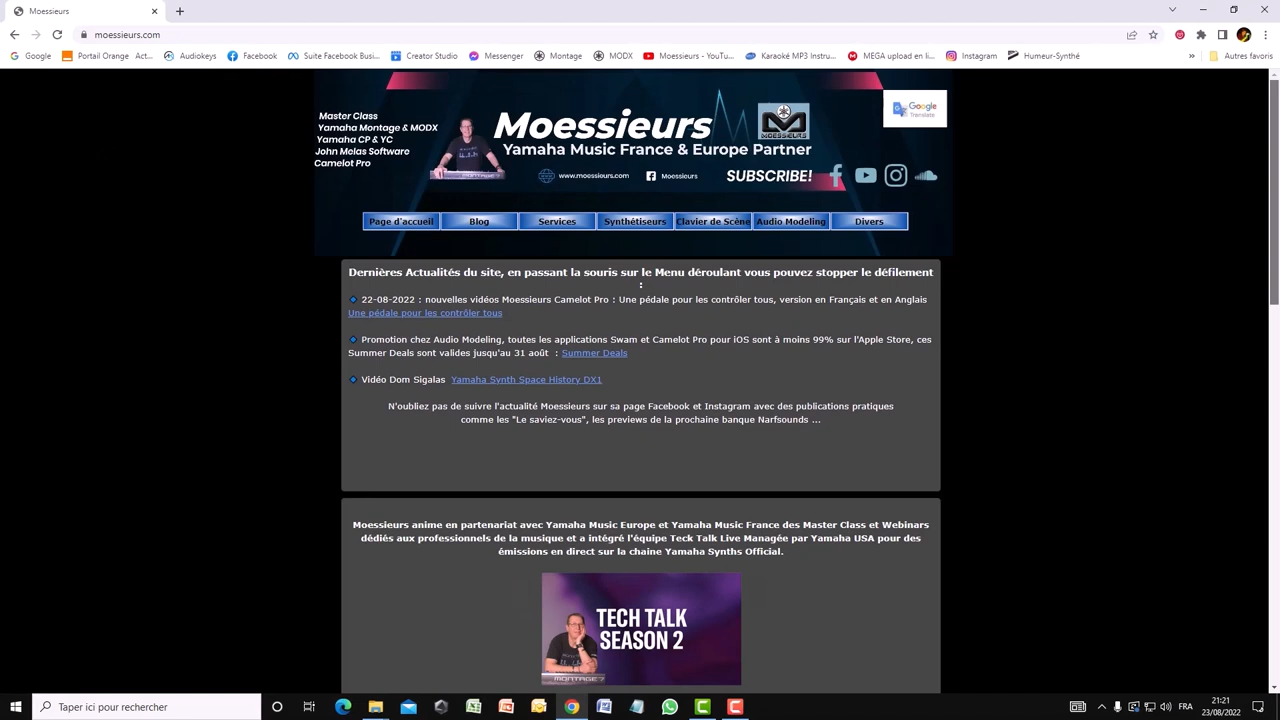 Moessieurs
moessieurs.com
Google
Portail Orange Act...
Audiokeys
Facebook
Suite Facebook Busi...
Creator Studio
Messenger
Montage
MODX
Moessieurs - YouTu...
Karaoké MP3 Instru...
MEGA upload en li...
Instagram
Humeur-Synthé
»
Autres favoris
Master Class
Yamaha Montage & MODX
Yamaha CP & YC
John Melas Software
Camelot Pro
Moessieurs
Yamaha Music France & Europe Partner
MOESSIEURS
www.moessieurs.com
Moessieurs
SUBSCRIBE!
Google
Translate
Page d'accueil
Blog
Services
Synthétiseurs
Clavier de Scène
Audio Modeling
Divers
Dernières Actualités du site, en passant la souris sur le Menu déroulant vous pouvez stopper le défilement
:
22-08-2022 : nouvelles vidéos Moessieurs Camelot Pro : Une pédale pour les contrôler tous, version en Français et en Anglais
Une pédale pour les contrôler tous
Promotion chez Audio Modeling, toutes les applications Swam et Camelot Pro pour iOS sont à moins 99% sur l'Apple Store, ces
Summer Deals sont valides jusqu'au 31 août : Summer Deals
Vidéo Dom Sigalas Yamaha Synth Space History DX1
N'oubliez pas de suivre l'actualité Moessieurs sur sa page Facebook et Instagram avec des publications pratiques
comme les "Le saviez-vous", les previews de la prochaine banque Narfsounds ...
Moessieurs anime en partenariat avec Yamaha Music Europe et Yamaha Music France des Master Class et Webinars
dédiés aux professionnels de la musique et a intégré l'équipe Teck Talk Live Managée par Yamaha USA pour des
émissions en direct sur la chaine Yamaha Synths Official.
TECH TALK
SEASON 2
MONTAGE 7
Taper ici pour rechercher
FRA
21:21
23/08/2022